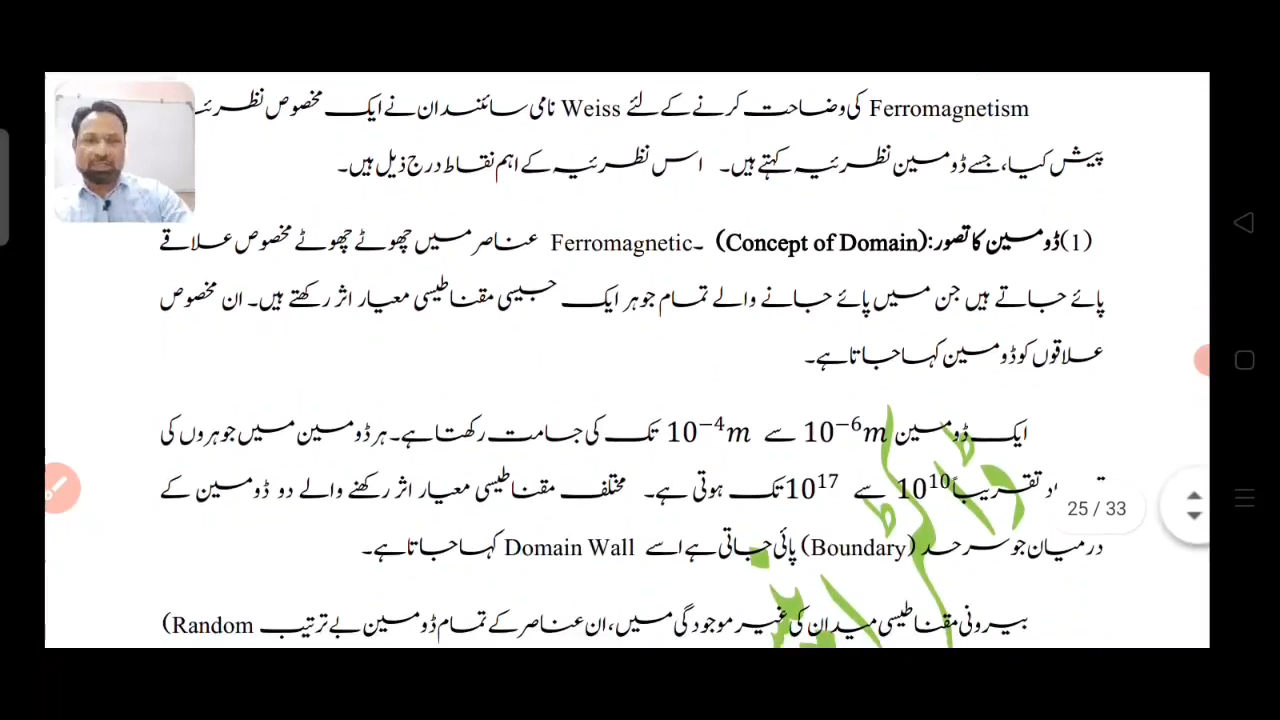 Ferromagnetism کی وضاحت کرنے کے لئے Weiss نامی سائنسدان نے ایک مخصوص نظرئیہ
پیش کیا، جسے ڈومین نظرئیہ کہتے ہیں۔ اس نظرئیہ کے اہم نقاط درج ذیل ہیں۔
(1) ڈومین کا تصور: (Concept of Domain) ۔Ferromagnetic عناصر میں چھوٹے چھوٹے مخصوص علاقے
پائے جاتے ہیں جن میں پائے جانے والے تمام جوہر ایک جیسی مقناطیسی معیار اثر رکھتے ہیں۔ ان مخصوص
علاقوں کو ڈومین کہا جاتا ہے۔
ایک ڈومین 10⁻⁶m سے 10⁻⁴m تک کی جسامت رکھتا ہے۔ ہر ڈومین میں جوہروں کی
تقریباً 10¹⁰ سے 10¹⁷ تک ہوتی ہے۔ مختلف مقناطیسی معیار اثر رکھنے والے دو ڈومین کے
25 / 33
درمیان جو سرحد (Boundary) پائی جاتی ہے اسے Domain Wall کہا جاتا ہے۔
بیرونی مقناطیسی میدان کی غیر موجودگی میں، ان عناصر کے تمام ڈومین بے ترتیب Random)